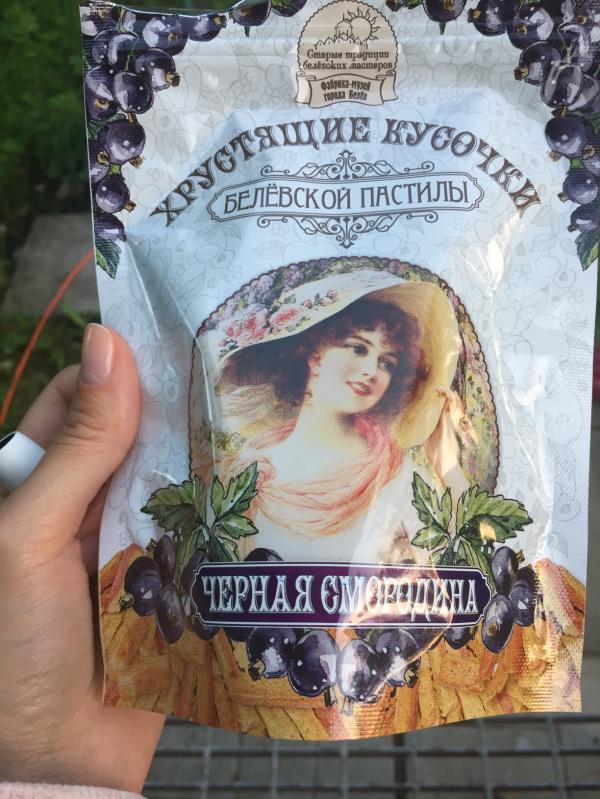 Старые традиции
белёвских мастеров
Фабрика-музей
города Белёв
ХРУСТЯЩИЕ КУСОЧКИ
БЕЛЁВСКОЙ ПАСТИЛЫ
ЧЕРНАЯ СМОРОДИНА